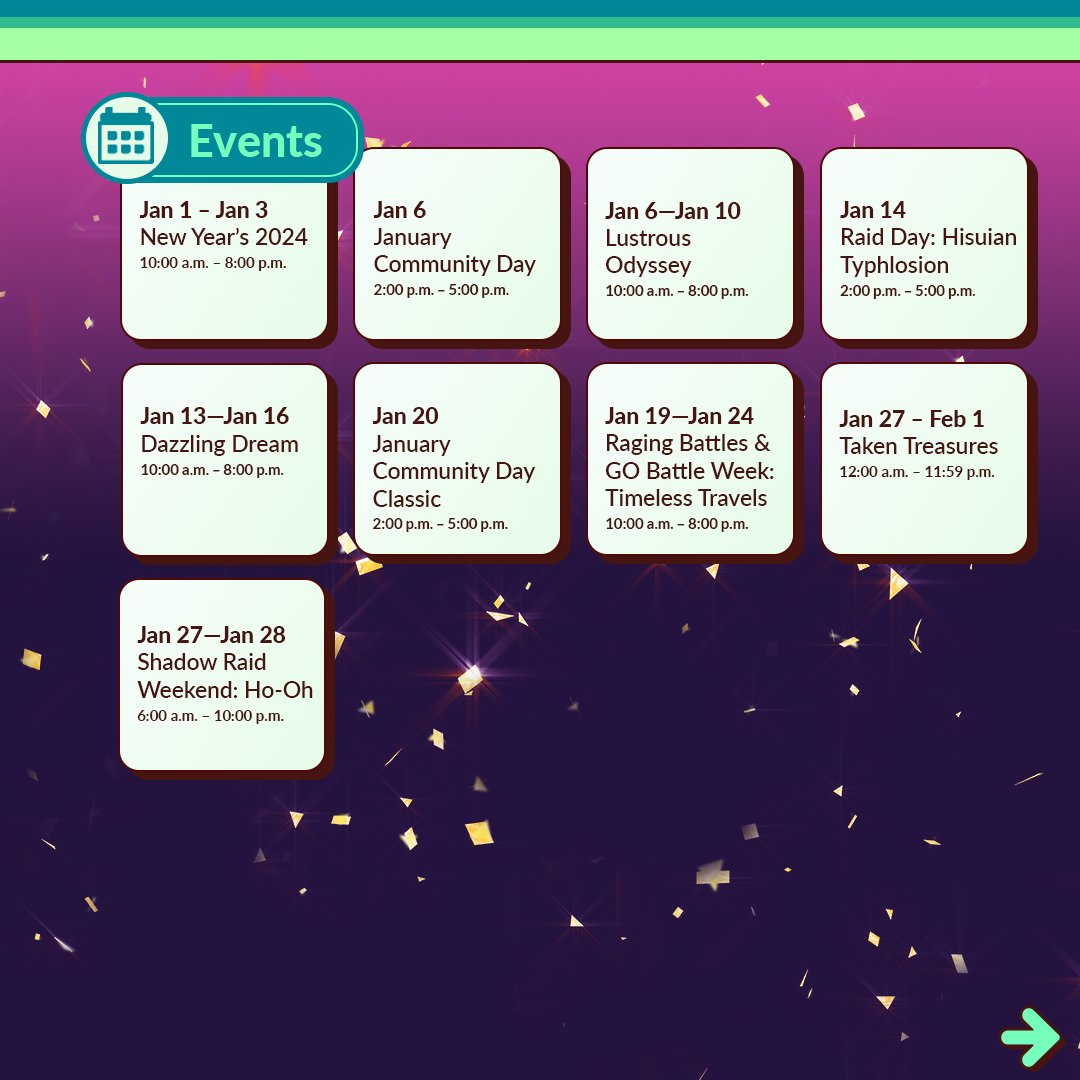 Events
Jan 1 – Jan 3
New Year’s 2024
10:00 a.m. – 8:00 p.m.
Jan 6
January
Community Day
2:00 p.m. – 5:00 p.m.
Jan 6—Jan 10
Lustrous
Odyssey
10:00 a.m. – 8:00 p.m.
Jan 14
Raid Day: Hisuian
Typhlosion
2:00 p.m. – 5:00 p.m.
Jan 13—Jan 16
Dazzling Dream
10:00 a.m. – 8:00 p.m.
Jan 20
January
Community Day
Classic
2:00 p.m. – 5:00 p.m.
Jan 19—Jan 24
Raging Battles &
GO Battle Week:
Timeless Travels
10:00 a.m. – 8:00 p.m.
Jan 27 – Feb 1
Taken Treasures
12:00 a.m. – 11:59 p.m.
Jan 27—Jan 28
Shadow Raid
Weekend: Ho-Oh
6:00 a.m. – 10:00 p.m.